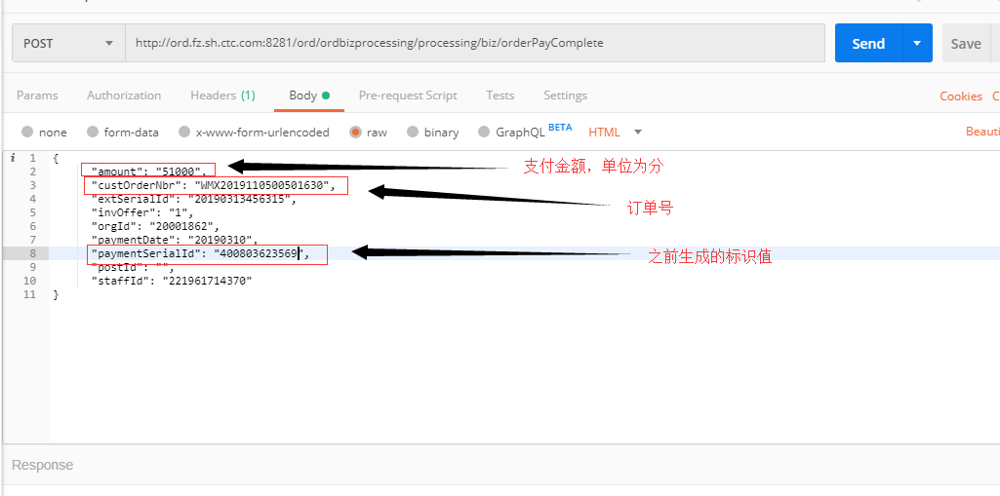 POST
http://ord.fz.sh.ctc.com:8281/ord/ordbizprocessing/processing/biz/orderPayComplete
Send
Save
Params
Authorization
Headers (1)
Body
Pre-request Script
Tests
Settings
Cookies
C
none
form-data
x-www-form-urlencoded
raw
binary
GraphQL BETA
HTML
Beauti
i 1 {
2 "amount": "51000",
支付金额，单位为分
3 "custOrderNbr": "WMX2019110500501630",
订单号
4 "extSerialId": "20190313456315",
5 "invOffer": "1",
6 "orgId": "20001862",
7 "paymentDate": "20190310",
8 "paymentSerialId": "400803623569",
之前生成的标识值
9 "postId": "",
10 "staffId": "221961714370"
11 }
Response